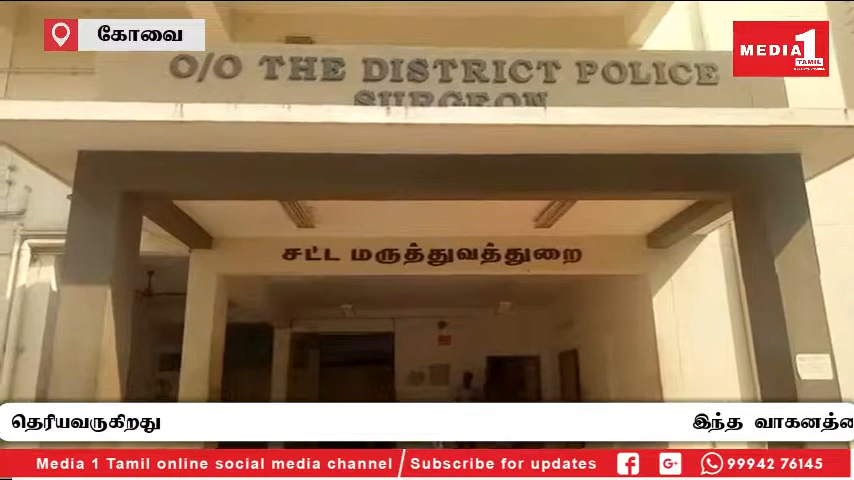 கோவை
MEDIA 1
TAMIL
O/O THE DISTRICT POLICE
SURGEON
சட்ட மருத்துவத்துறை
தெரியவருகிறது இந்த
Media 1 Tamil online social media channel / Subscribe for updates 99942 76145